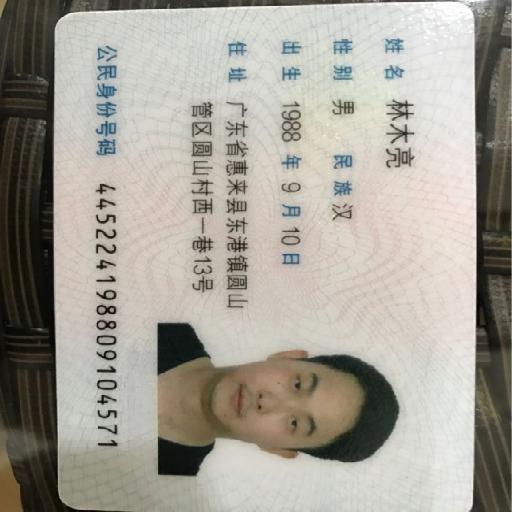 姓名 林木亮
性别 男 民族 汉
出生 1988 年 9 月 10 日
住址 广东省惠来县东港镇圆山
管区圆山村西一巷13号
公民身份号码 445224198809104571